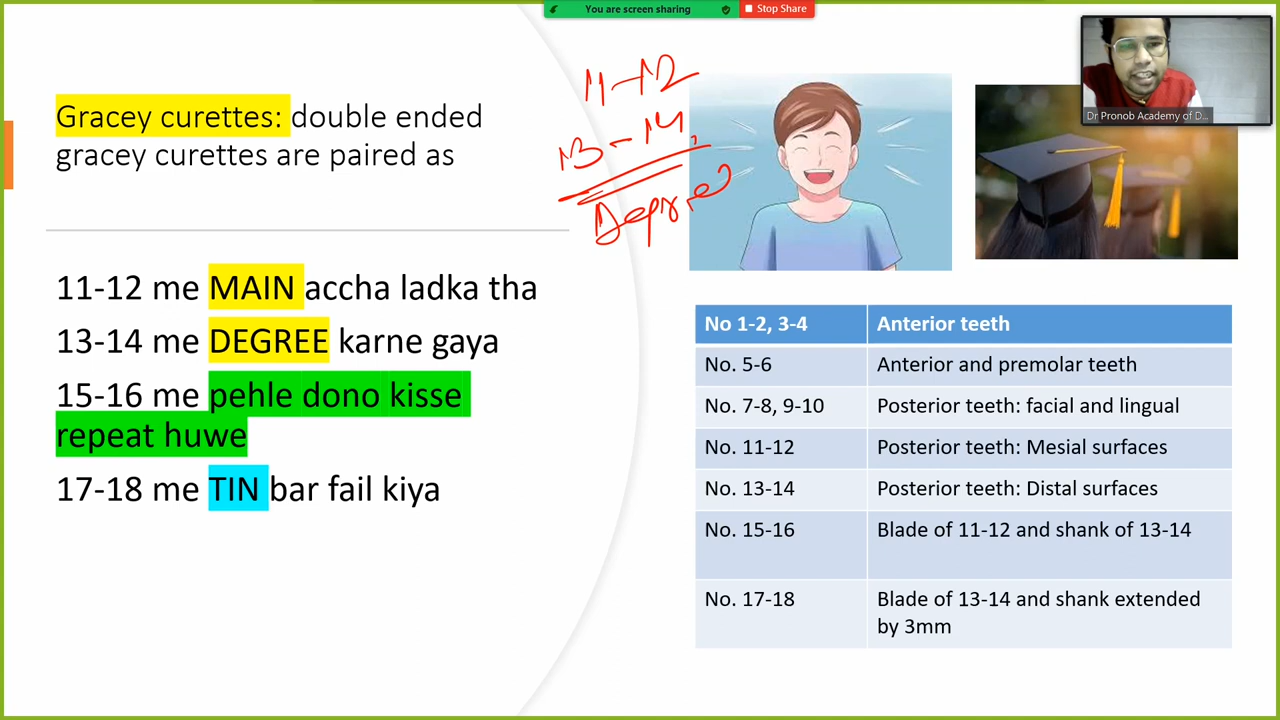 You are screen sharing
Stop Share
Dr Pronob Academy of D...
Gracey curettes: double ended
gracey curettes are paired as
11-12
13-14,
Degree
11-12 me MAIN accha ladka tha
13-14 me DEGREE karne gaya
15-16 me pehle dono kisse
repeat huwe
17-18 me TIN bar fail kiya
No 1-2, 3-4 Anterior teeth
No. 5-6 Anterior and premolar teeth
No. 7-8, 9-10 Posterior teeth: facial and lingual
No. 11-12 Posterior teeth: Mesial surfaces
No. 13-14 Posterior teeth: Distal surfaces
No. 15-16 Blade of 11-12 and shank of 13-14
No. 17-18 Blade of 13-14 and shank extended
by 3mm